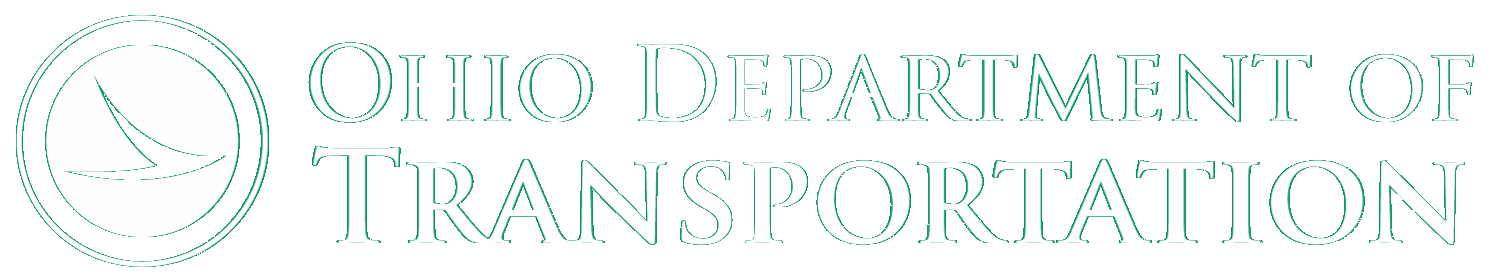 OHIO DEPARTMENT OF
TRANSPORTATION